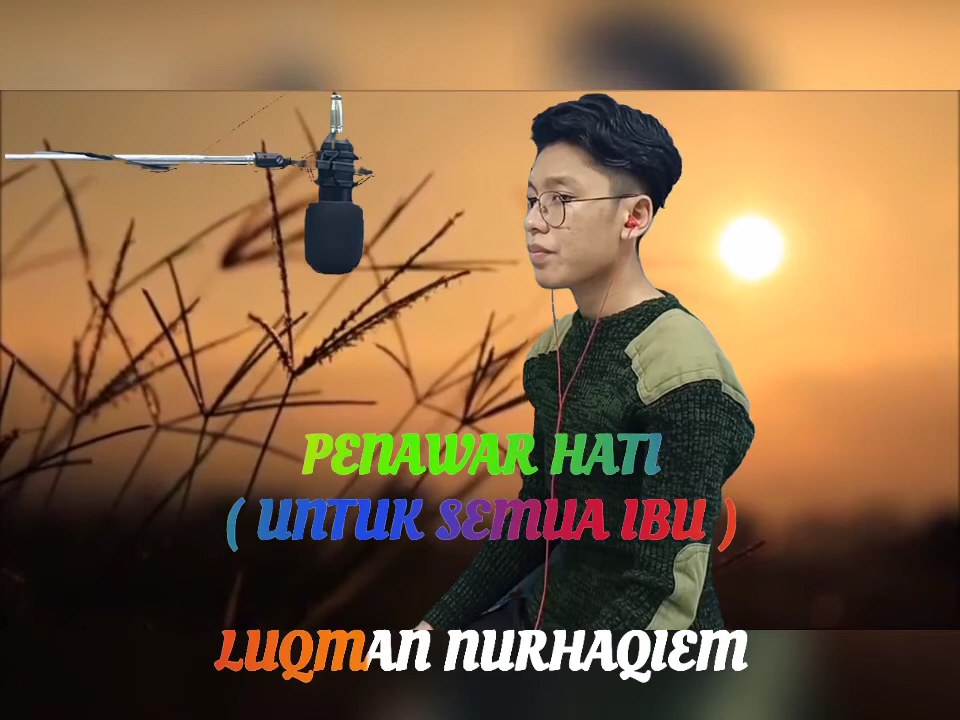 PENAWAR HATI
( UNTUK SEMUA IBU )
LUQMAN NURHAQIEM